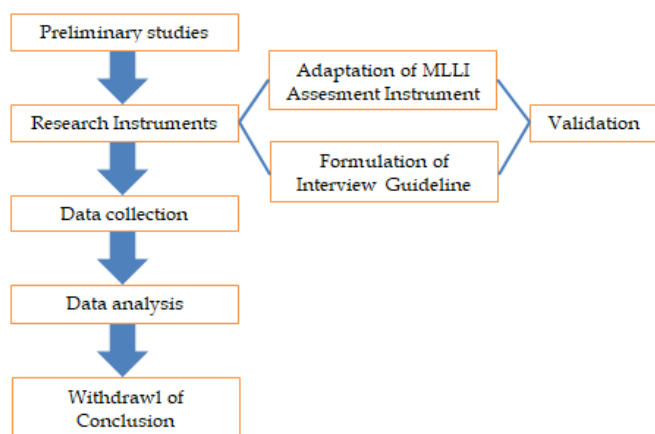 Preliminary studies
Research Instruments
Adaptation of MLLI
Assesment Instrument
Formulation of
Interview Guideline
Validation
Data collection
Data analysis
Withdrawl of
Conclusion